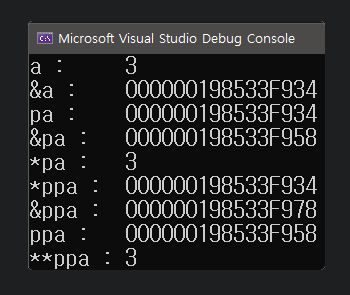 Microsoft Visual Studio Debug Console
a : 3
&a : 000000198533F934
pa : 000000198533F934
&pa : 000000198533F958
*pa : 3
*ppa : 000000198533F934
&ppa : 000000198533F978
ppa : 000000198533F958
**ppa : 3